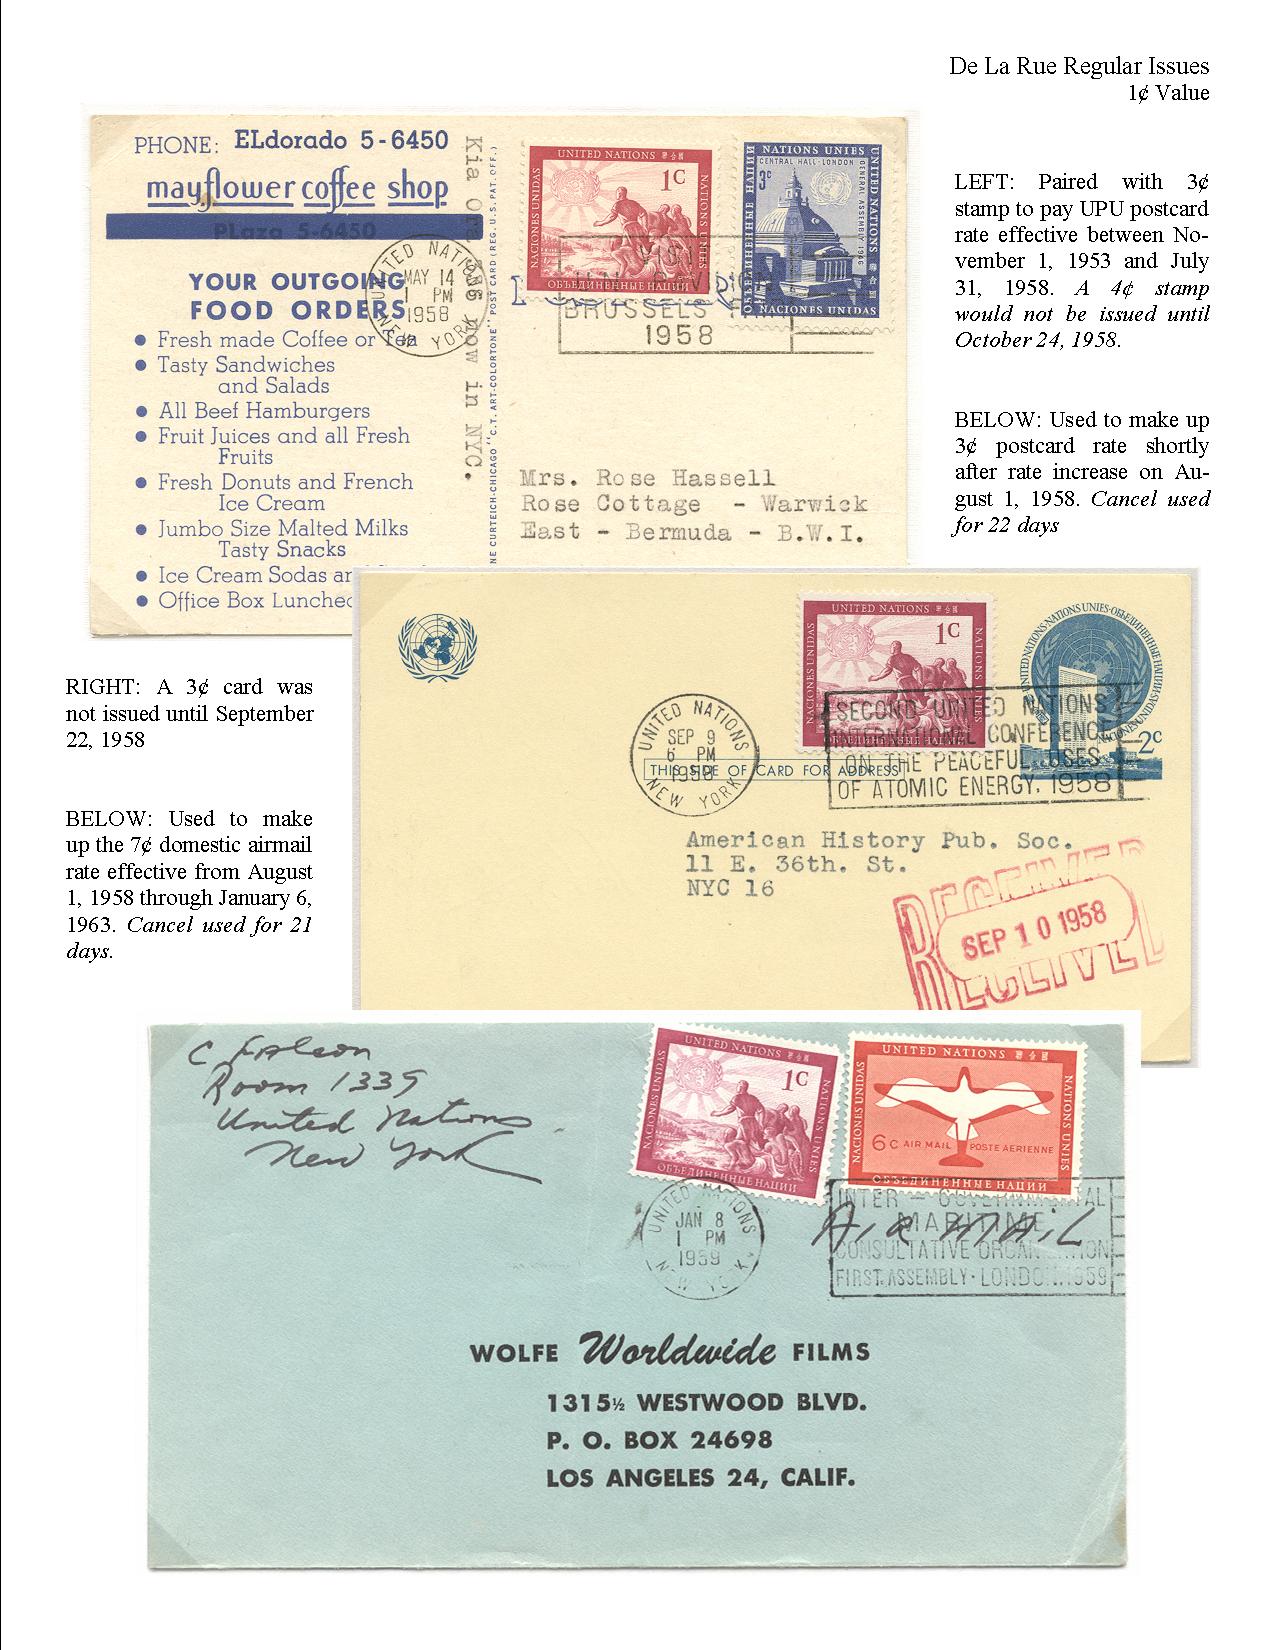 De La Rue Regular Issues
1¢ Value
PHONE: ELdorado 5-6450
mayflower coffee shop
PLaza 5-6450
YOUR OUTGOING
FOOD ORDERS
● Fresh made Coffee or Tea
● Tasty Sandwiches
and Salads
● All Beef Hamburgers
● Fruit Juices and all Fresh
Fruits
● Fresh Donuts and French
Ice Cream
● Jumbo Size Malted Milks
Tasty Snacks
● Ice Cream Sodas
● Office Box
Kia now in NYC.
"C.T. ART-COLORTONE" POST CARD (REG. U.S. PAT. OFF.)
CURTEICH-CHICAGO
UNITED NATIONS
MAY 14
1 PM
1958
NEW YORK
UNITED NATIONS
1C
NACIONES UNIDAS
NATIONS UNIES
ОБЪЕДИНЕННЫЕ НАЦИИ
NATIONS UNIES
CENTRAL HALL-LONDON
3c
GENERAL ASSEMBLY 1946
UNITED NATIONS
ОБЪЕДИНЕННЫЕ НАЦИИ
NACIONES UNIDAS
BRUSSELS
1958
Mrs. Rose Hassell
Rose Cottage - Warwick
East - Bermuda - B.W.I.
LEFT: Paired with 3¢
stamp to pay UPU postcard
rate effective between No-
vember 1, 1953 and July
31, 1958. A 4¢ stamp
would not be issued until
October 24, 1958.
BELOW: Used to make up
3¢ postcard rate shortly
after rate increase on Au-
gust 1, 1958. Cancel used
for 22 days
RIGHT: A 3¢ card was
not issued until September
22, 1958
BELOW: Used to make
up the 7¢ domestic airmail
rate effective from August
1, 1958 through January 6,
1963. Cancel used for 21
days.
UNITED NATIONS
1C
NACIONES UNIDAS
NATIONS UNIES
ОБЪЕДИНЕННЫЕ НАЦИИ
UNITED NATIONS·NATIONS UNIES·ОБЪЕДИНЕННЫЕ НАЦИИ
NACIONES UNIDAS
2c
UNITED NATIONS
SEP 9
6 PM
1958
NEW YORK
SECOND UNITED NATIONS
INTERNATIONAL CONFERENCE
ON THE PEACEFUL USES
OF ATOMIC ENERGY. 1958
THIS SIDE OF CARD FOR ADDRESS
American History Pub. Soc.
11 E. 36th. St.
NYC 16
RECEIVED
SEP 10 1958
RECEIVED
C Falcon
Room 1339
United Nations
New York
UNITED NATIONS
1C
NACIONES UNIDAS
NATIONS UNIES
ОБЪЕДИНЕННЫЕ НАЦИИ
UNITED NATIONS
NACIONES UNIDAS
NATIONS UNIES
6C AIR MAIL POSTE AERIENNE
ОБЪЕДИНЕННЫЕ НАЦИИ
UNITED NATIONS
JAN 8
1 PM
1959
NEW YORK
INTER - GOVERNMENTAL
MARITIME
CONSULTATIVE ORGANIZATION
FIRST ASSEMBLY · LONDON. 1959
AIR MAIL
WOLFE Worldwide FILMS
1315½ WESTWOOD BLVD.
P. O. BOX 24698
LOS ANGELES 24, CALIF.